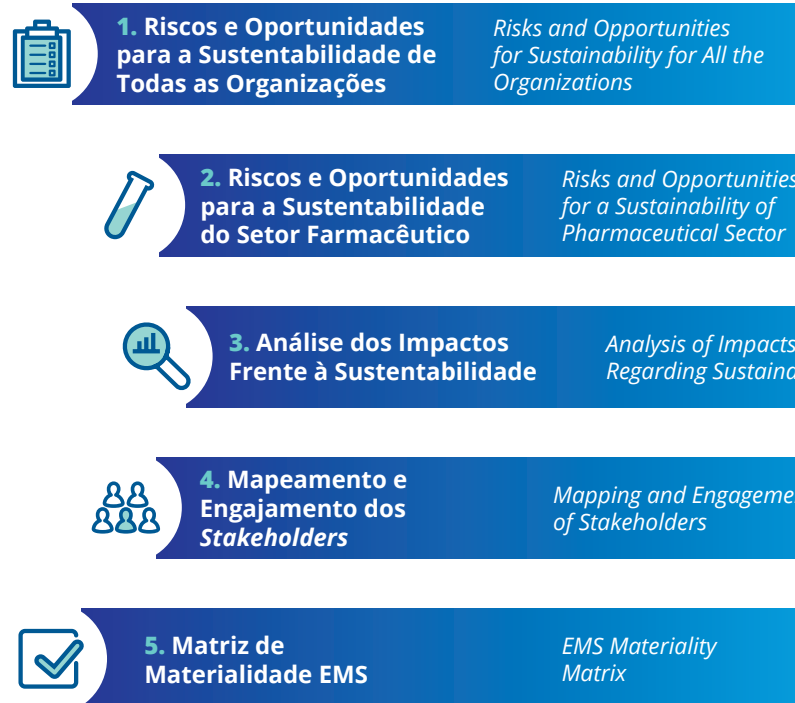 1. Riscos e Oportunidades
para a Sustentabilidade de
Todas as Organizações
Risks and Opportunities
for Sustainability for All the
Organizations
2. Riscos e Oportunidades
para a Sustentabilidade
do Setor Farmacêutico
Risks and Opportunities
for a Sustainability of
Pharmaceutical Sector
3. Análise dos Impactos
Frente à Sustentabilidade
Analysis of Impacts
Regarding
4. Mapeamento e
Engajamento dos
Stakeholders
Mapping and
of Stakeholders
5. Matriz de
Materialidade EMS
EMS Materiality
Matrix